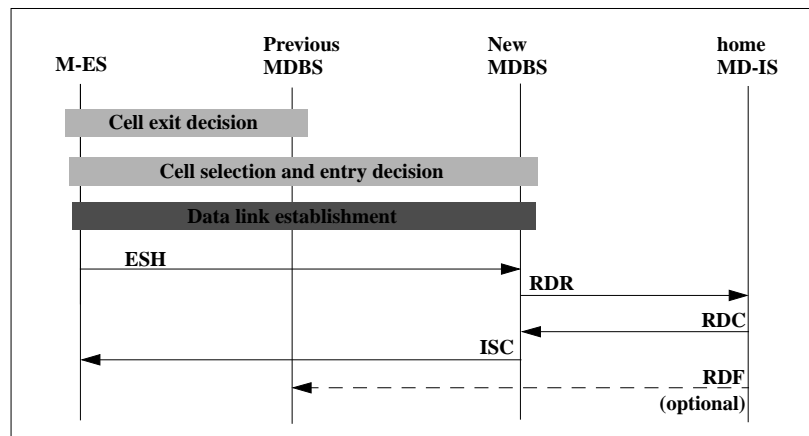 M-ES
Previous
MDBS
New
MDBS
home
MD-IS
Cell exit decision
Cell selection and entry decision
Data link establishment
ESH
RDR
RDC
ISC
RDF
(optional)